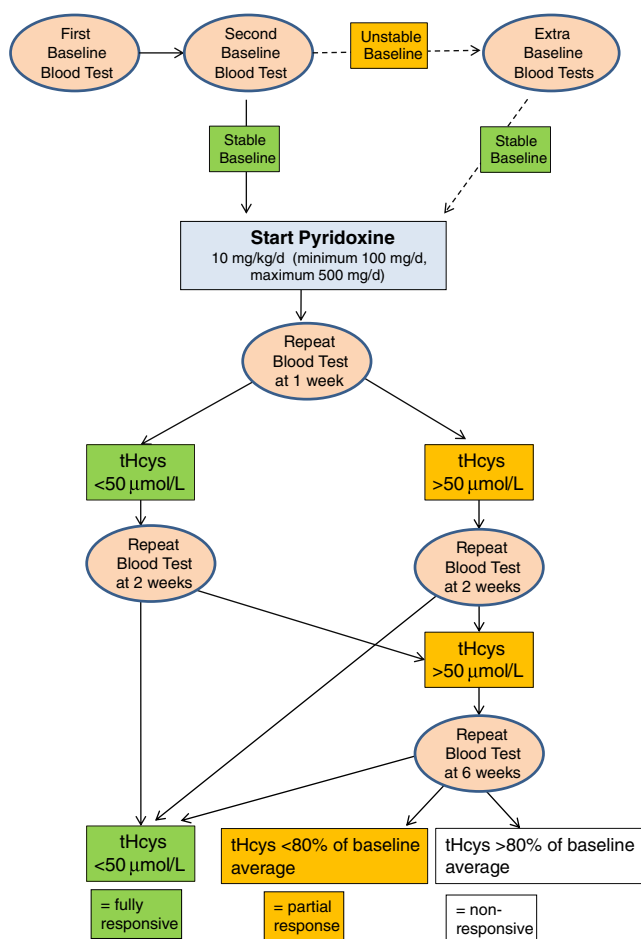 First
Baseline
Blood Test
Second
Baseline
Blood Test
Unstable
Baseline
Extra
Baseline
Blood Tests
Stable
Baseline
Stable
Baseline
Start Pyridoxine
10 mg/kg/d (minimum 100 mg/d,
maximum 500 mg/d)
Repeat
Blood Test
at 1 week
tHcys
<50 μmol/L
tHcys
>50 μmol/L
Repeat
Blood Test
at 2 weeks
Repeat
Blood Test
at 2 weeks
tHcys
>50 μmol/L
Repeat
Blood Test
at 6 weeks
tHcys
<50 μmol/L
tHcys <80% of baseline
average
tHcys >80% of baseline
average
= fully
responsive
= partial
response
= non-
responsive